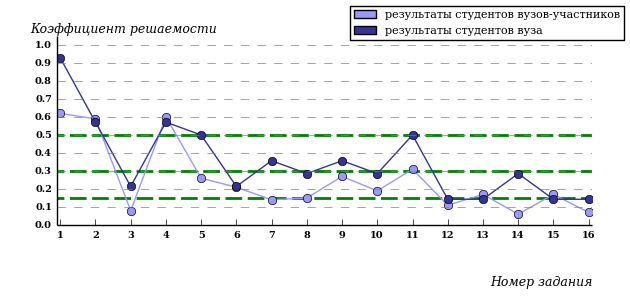 результаты студентов вузов-участников
результаты студентов вуза
Коэффициент решаемости
1.0
0.9
0.8
0.7
0.6
0.5
0.4
0.3
0.2
0.1
0.0
1 2 3 4 5 6 7 8 9 10 11 12 13 14 15 16
Номер задания